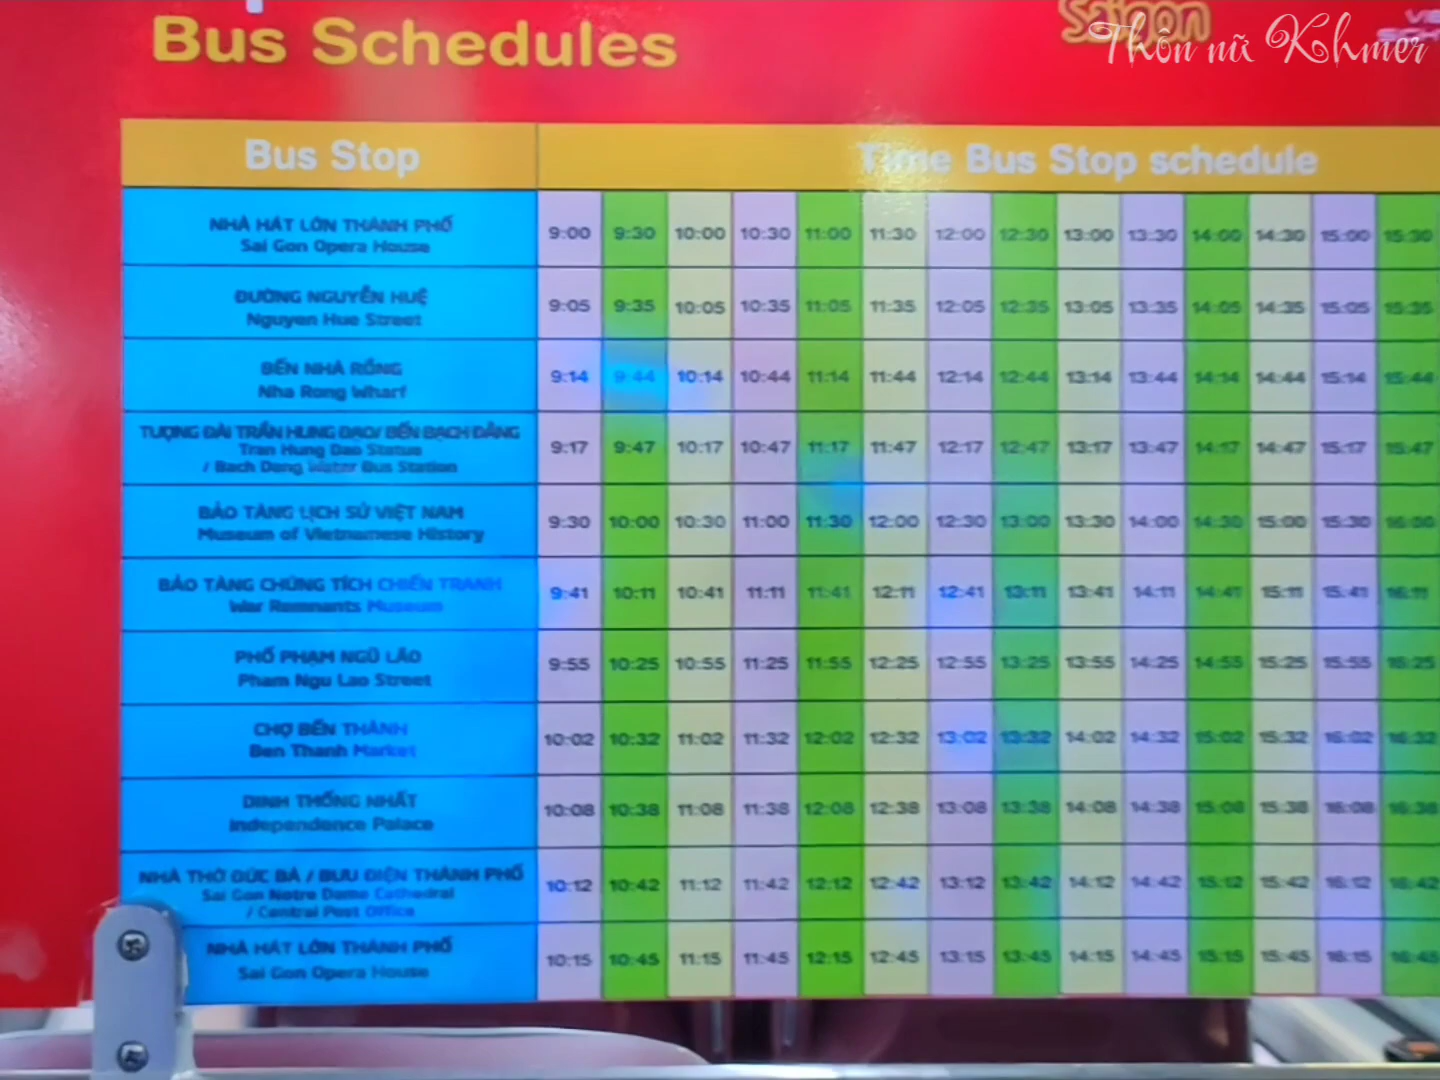 Saigon
Thôn nữ Kohmer
Bus Schedules
Bus Stop
Time Bus Stop schedule
NHÀ HÁT LỚN THÀNH PHỐ
Sai Gon Opera House
9:00 9:30 10:00 10:30 11:00 11:30 12:00 12:30 13:00 13:30 14:00 14:30 15:00 15:30
ĐƯỜNG NGUYỄN HUỆ
Nguyen Hue Street
9:05 9:35 10:05 10:35 11:05 11:35 12:05 12:35 13:05 13:35 14:05 14:35 15:05 15:35
BẾN NHÀ RỒNG
Nha Rong Wharf
9:14 9:44 10:14 10:44 11:14 11:44 12:14 12:44 13:14 13:44 14:14 14:44 15:14 15:44
TƯỢNG ĐÀI TRẦN HƯNG ĐẠO/ BẾN BẠCH ĐẰNG
Tran Hung Dao Statue
/ Bach Dang Water Bus Station
9:17 9:47 10:17 10:47 11:17 11:47 12:17 12:47 13:17 13:47 14:17 14:47 15:17 15:47
BẢO TÀNG LỊCH SỬ VIỆT NAM
Museum of Vietnamese History
9:30 10:00 10:30 11:00 11:30 12:00 12:30 13:00 13:30 14:00 14:30 15:00 15:30 16:00
BẢO TÀNG CHỨNG TÍCH CHIẾN TRANH
War Remnants Museum
9:41 10:11 10:41 11:11 11:41 12:11 12:41 13:11 13:41 14:11 14:41 15:11 15:41 16:11
PHỐ PHẠM NGŨ LÃO
Pham Ngu Lao Street
9:55 10:25 10:55 11:25 11:55 12:25 12:55 13:25 13:55 14:25 14:55 15:25 15:55 16:25
CHỢ BẾN THÀNH
Ben Thanh Market
10:02 10:32 11:02 11:32 12:02 12:32 13:02 13:32 14:02 14:32 15:02 15:32 16:02 16:32
DINH THỐNG NHẤT
Independence Palace
10:08 10:38 11:08 11:38 12:08 12:38 13:08 13:38 14:08 14:38 15:08 15:38 16:08 16:38
NHÀ THỜ ĐỨC BÀ / BƯU ĐIỆN THÀNH PHỐ
Sai Gon Notre Dame Cathedral
/ Central Post Office
10:12 10:42 11:12 11:42 12:12 12:42 13:12 13:42 14:12 14:42 15:12 15:42 16:12 16:42
NHÀ HÁT LỚN THÀNH PHỐ
Sai Gon Opera House
10:15 10:45 11:15 11:45 12:15 12:45 13:15 13:45 14:15 14:45 15:15 15:45 16:15 16:45